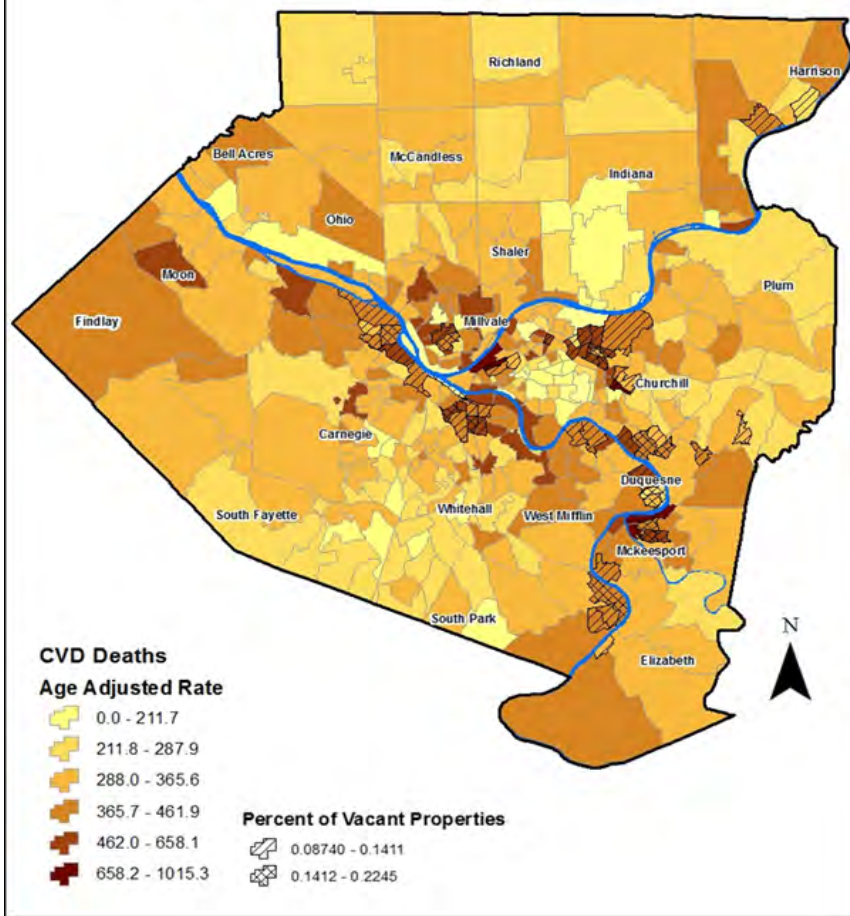 Richland
Harrison
Bell Acres
McCandless
Indiana
Ohio
Shaler
Moon
Plum
Findlay
Millvale
Churchill
Carnegie
Duquesne
South Fayette
Whitehall
West Mifflin
Mckeesport
South Park
Elizabeth
N
CVD Deaths
Age Adjusted Rate
0.0 - 211.7
211.8 - 287.9
288.0 - 365.6
365.7 - 461.9
462.0 - 658.1
658.2 - 1015.3
Percent of Vacant Properties
0.08740 - 0.1411
0.1412 - 0.2245